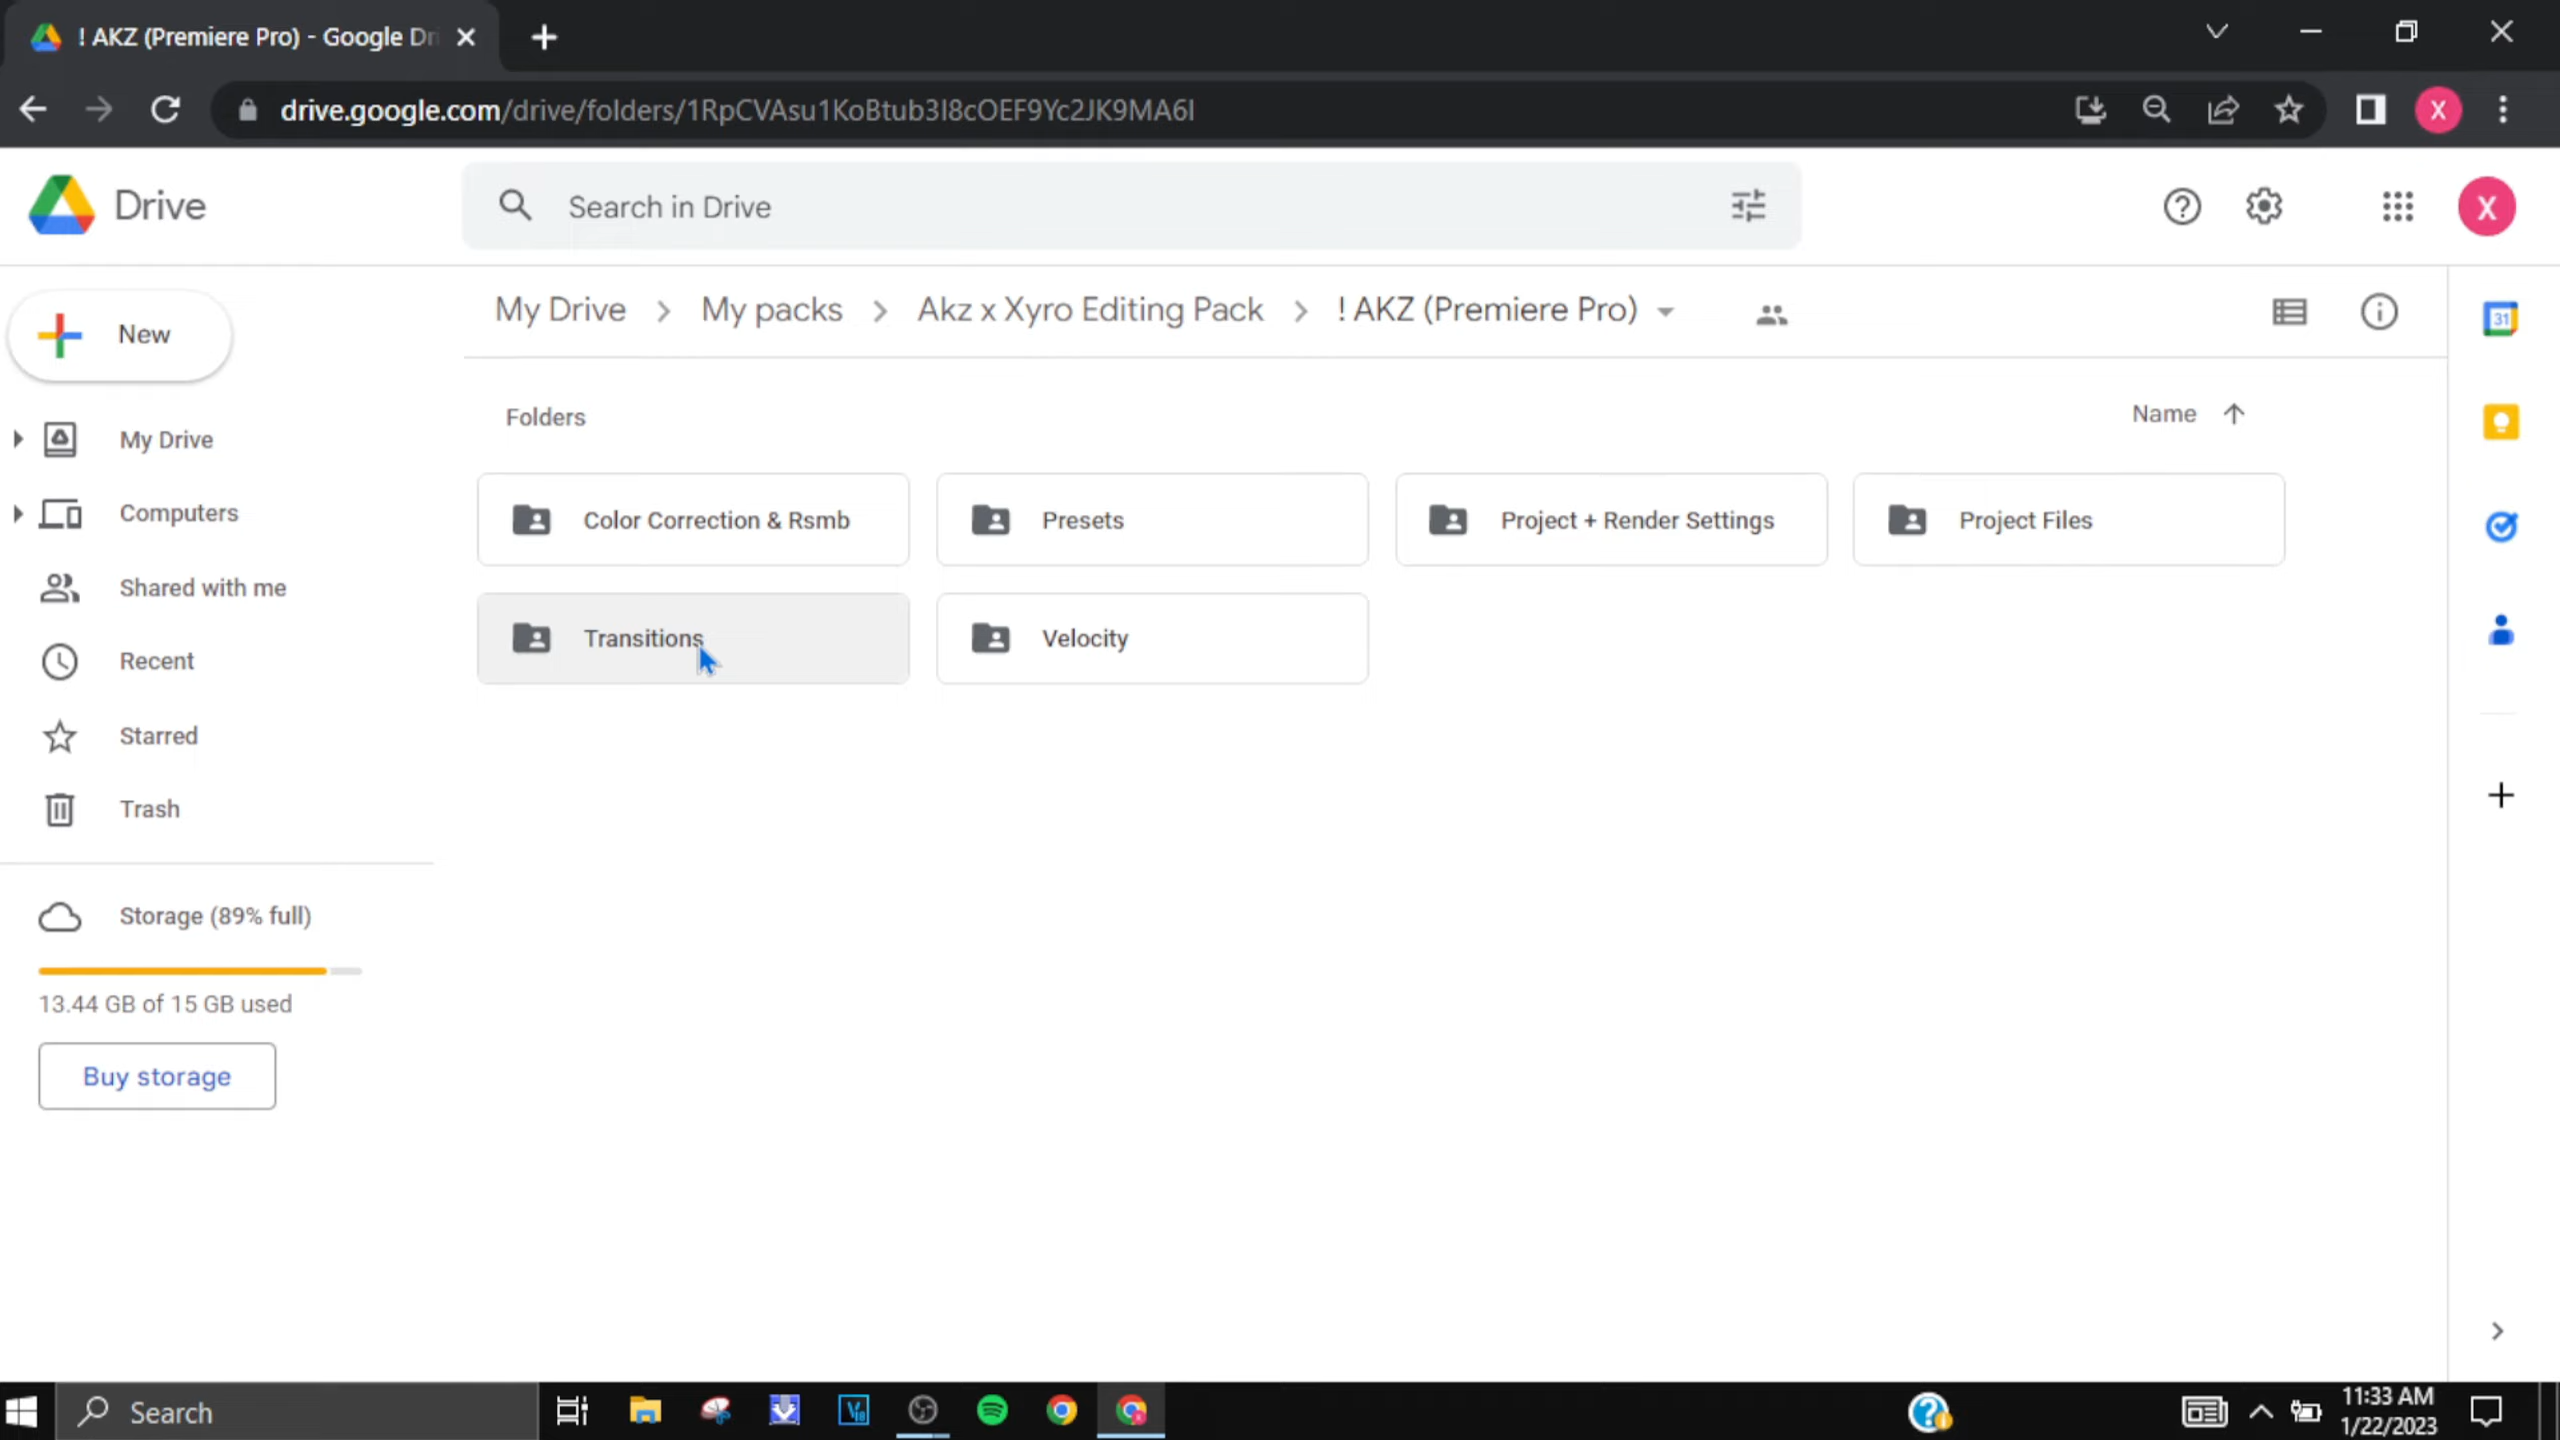 ! AKZ (Premiere Pro) - Google Dri
drive.google.com/drive/folders/1RpCVAsu1KoBtub3I8cOEF9Yc2JK9MA6I
X
Drive
Search in Drive
X
New
My Drive
Computers
Shared with me
Recent
Starred
Trash
Storage (89% full)
13.44 GB of 15 GB used
Buy storage
My Drive > My packs > Akz x Xyro Editing Pack > ! AKZ (Premiere Pro)
Folders
Name
Color Correction & Rsmb
Presets
Project + Render Settings
Project Files
Transitions
Velocity
31
Search
11:33 AM
1/22/2023